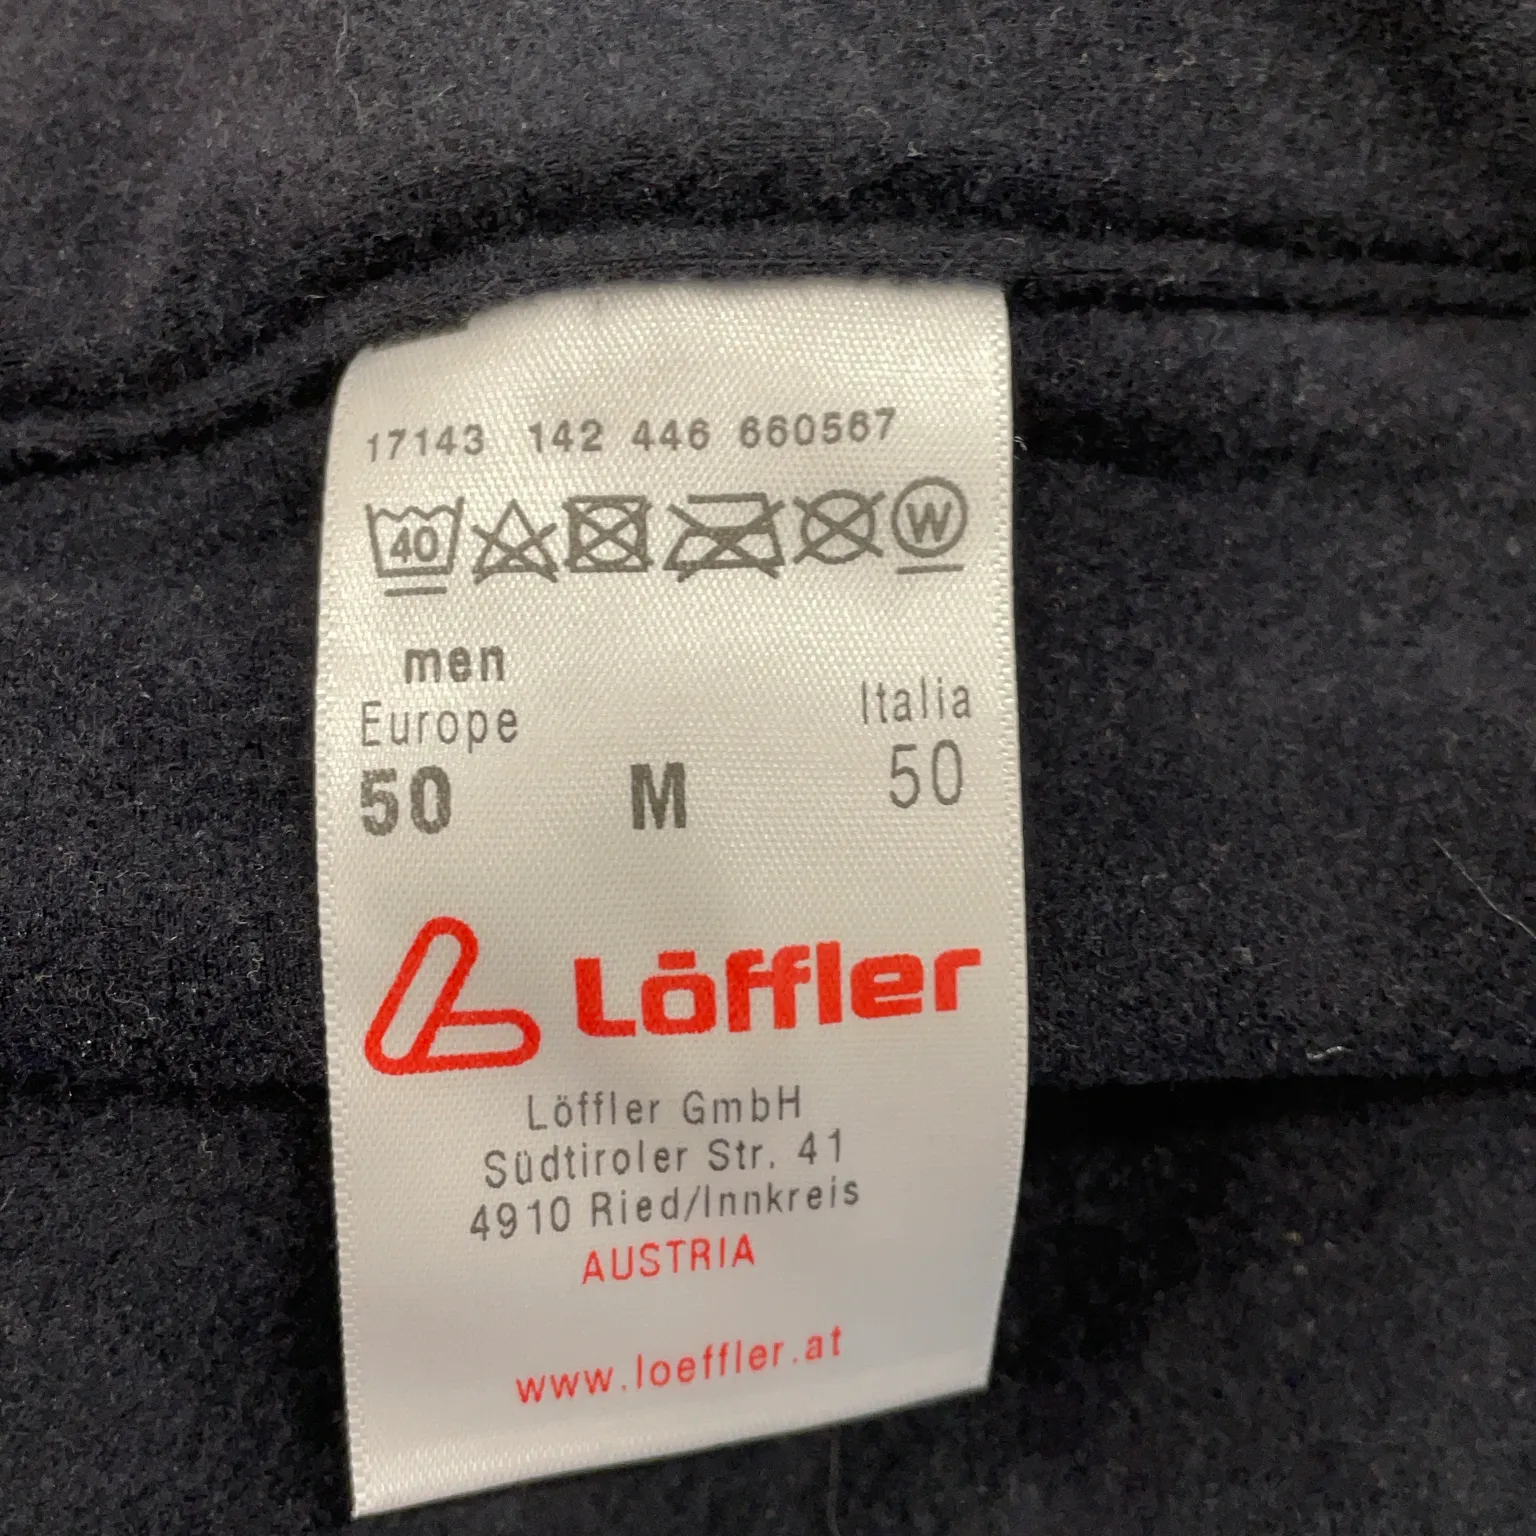 17143 142 446 660567
40 W
men
Europe Italia
50 M 50
Löffler
Löffler GmbH
Südtiroler Str. 41
4910 Ried/Innkreis
AUSTRIA
www.loeffler.at